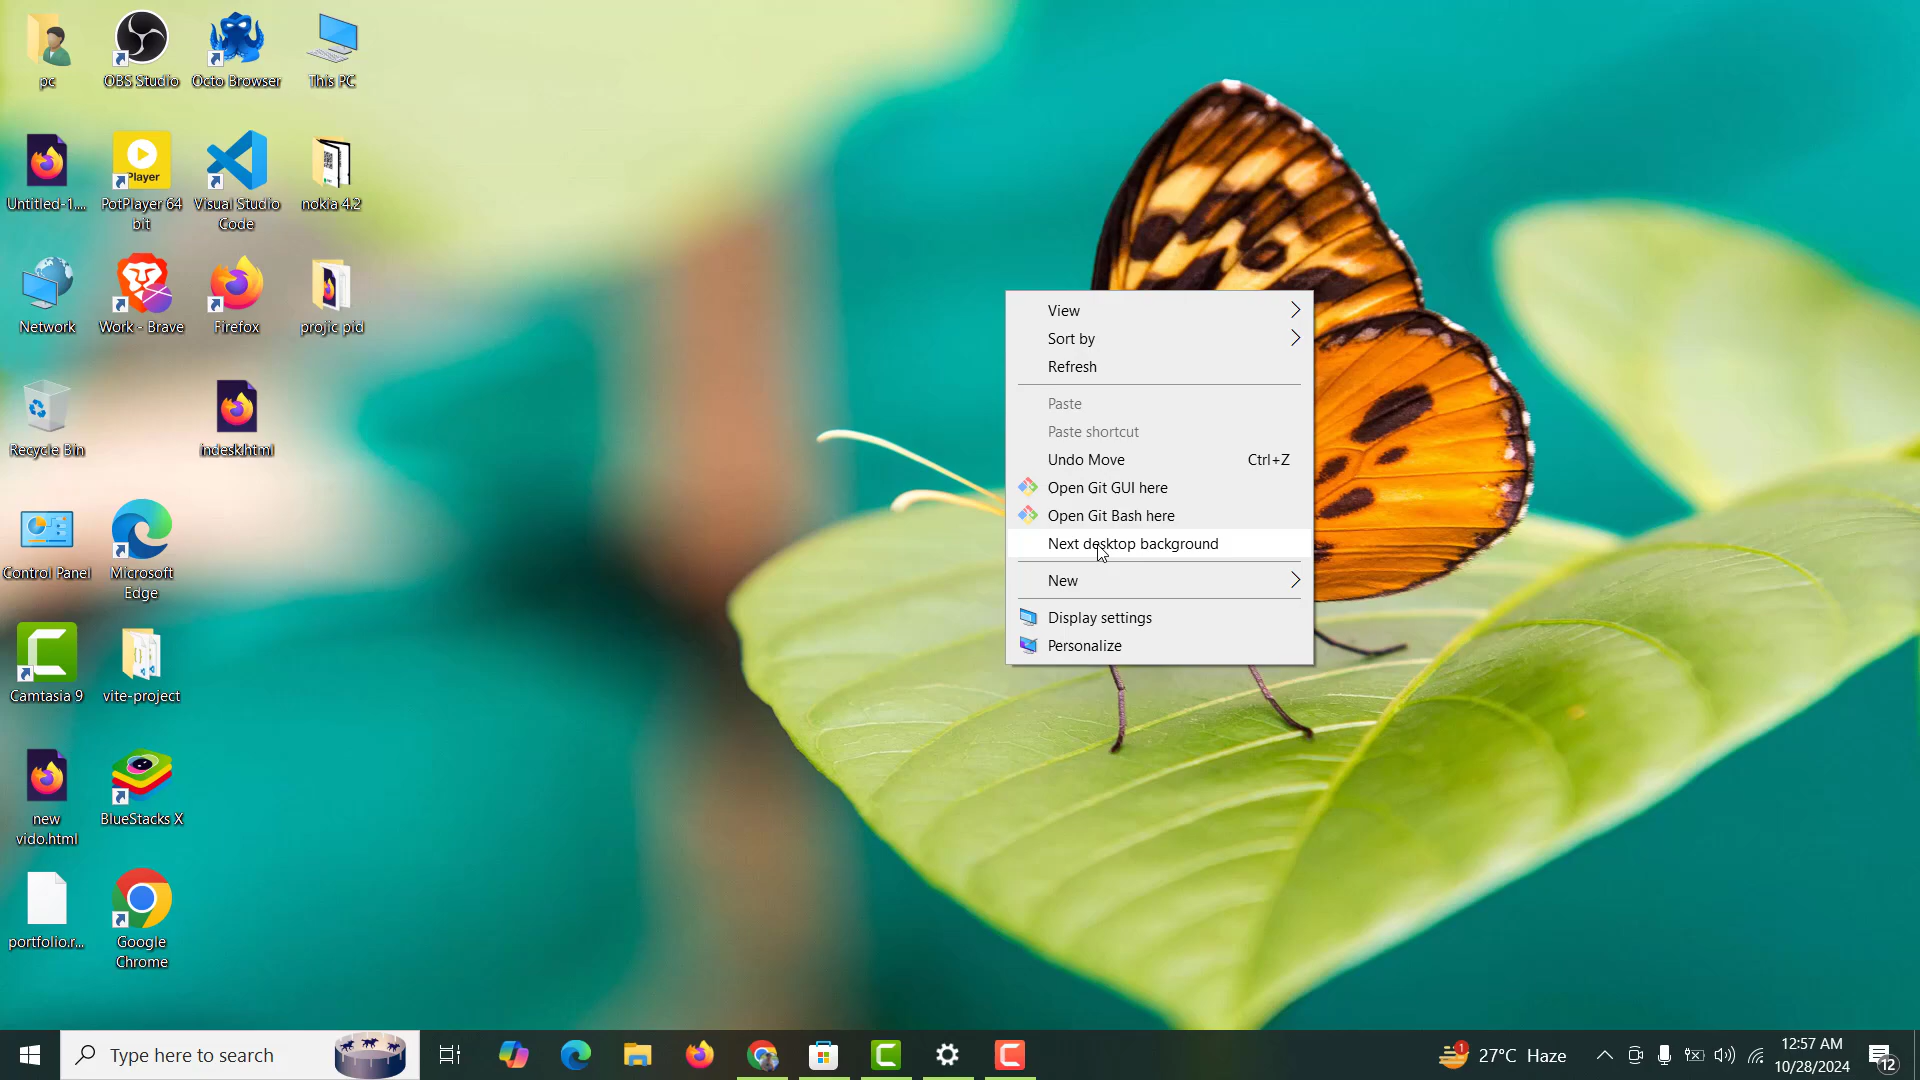 pc
OBS Studio
Octo Browser
This PC
Untitled-1....
Player
PotPlayer 64
bit
Visual Studio
Code
nokia 4.2
Network
Work - Brave
Firefox
projic pid
Recycle Bin
indesk.html
Control Panel
Microsoft
Edge
Camtasia 9
vite-project
new
vido.html
BlueStacks X
portfolio.r...
Google
Chrome
View
Sort by
Refresh
Paste
Paste shortcut
Undo Move Ctrl+Z
Open Git GUI here
Open Git Bash here
Next desktop background
New
Display settings
Personalize
Type here to search
1
27°C Haze
12:57 AM
10/28/2024
12